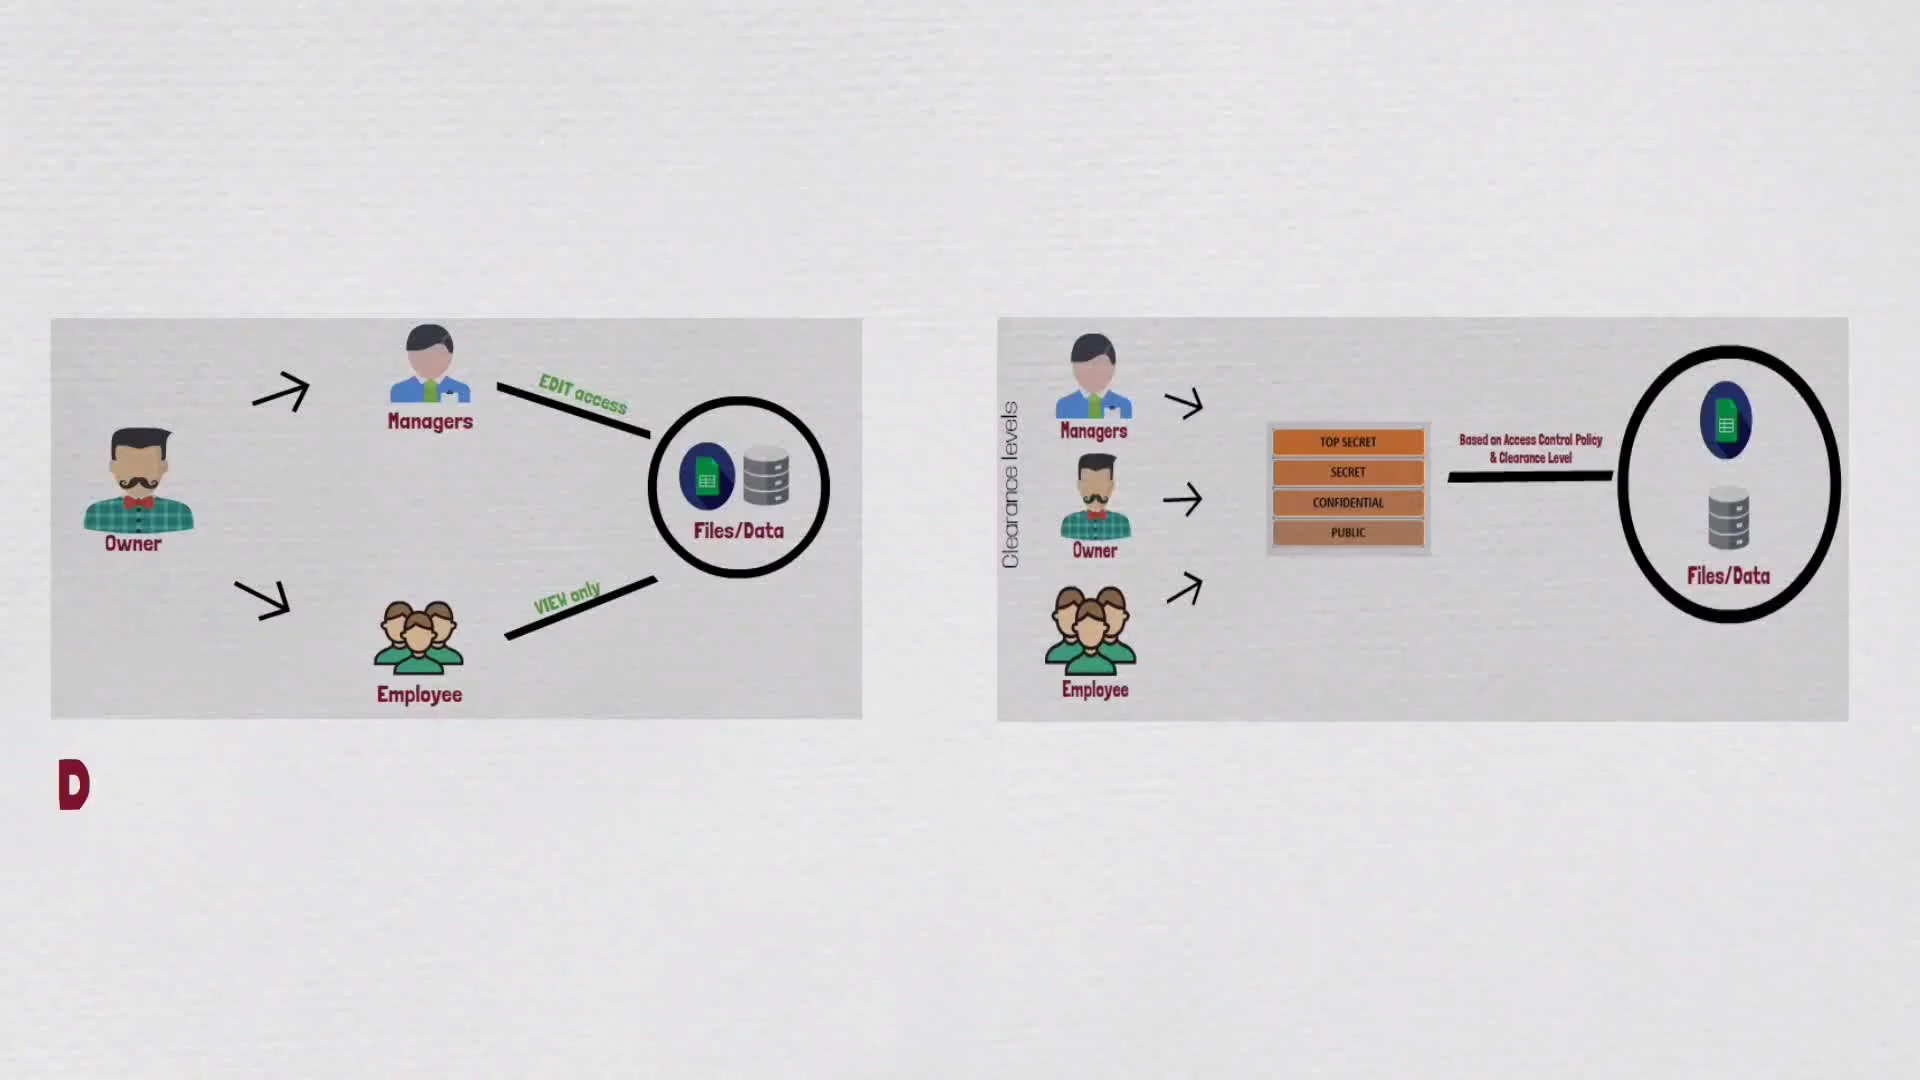 Managers
EDIT access
Owner
Files/Data
VIEW only
Employee
D
Clearance levels
Managers
Owner
Employee
TOP SECRET
SECRET
CONFIDENTIAL
PUBLIC
Based on Access Control Policy
& Clearance Level
Files/Data